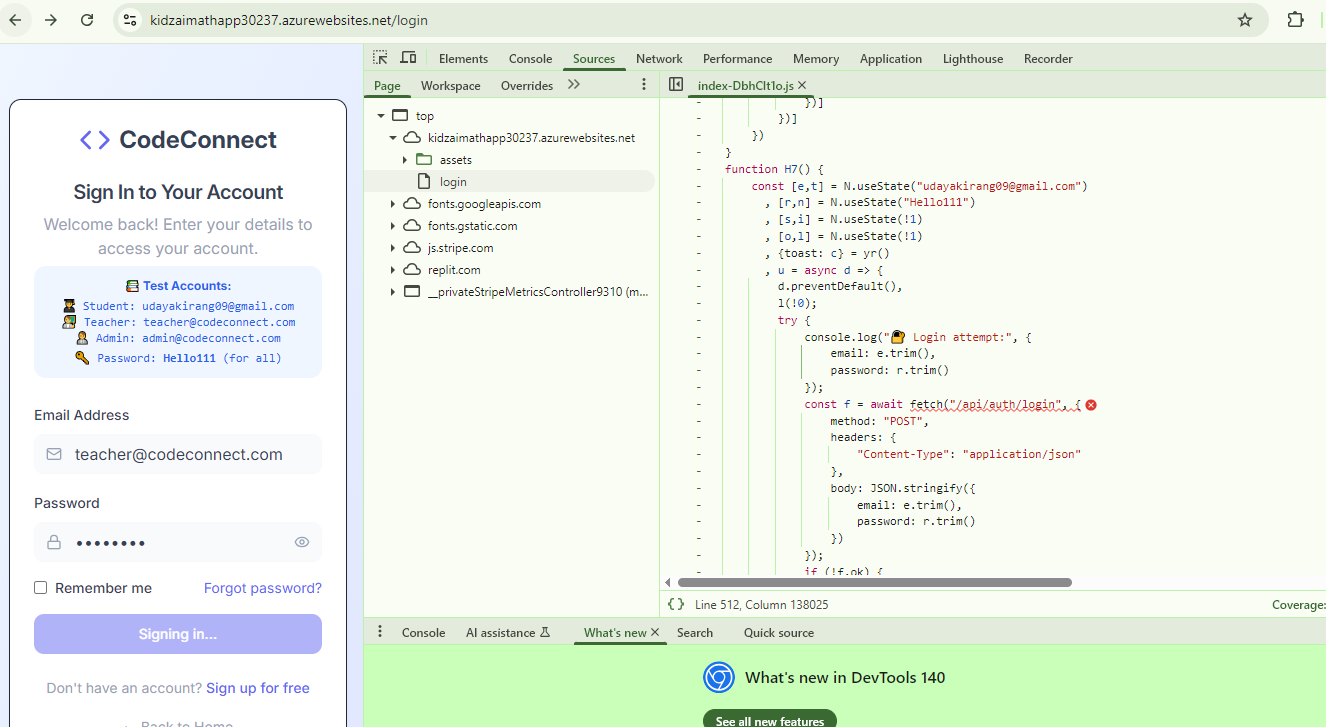 kidzaimathapp30237.azurewebsites.net/login
Elements Console Sources Network Performance Memory Application Lighthouse Recorder
Page Workspace Overrides
index-DbhClt1o.js
top
kidzaimathapp30237.azurewebsites.net
assets
login
fonts.googleapis.com
fonts.gstatic.com
js.stripe.com
replit.com
__privateStripeMetricsController9310 (m...
CodeConnect
Sign In to Your Account
Welcome back! Enter your details to
access your account.
Test Accounts:
Student: udayakirang09@gmail.com
Teacher: teacher@codeconnect.com
Admin: admin@codeconnect.com
Password: Hello111 (for all)
Email Address
teacher@codeconnect.com
Password
••••••••
Remember me Forgot password?
Signing in...
Don't have an account? Sign up for free
Back to Home
- })]
- })]
- })
- }
- function H7() {
- const [e,t] = N.useState("udayakirang09@gmail.com")
- , [r,n] = N.useState("Hello111")
- , [s,i] = N.useState(!1)
- , [o,l] = N.useState(!1)
- , {toast: c} = yr()
- , u = async d => {
- d.preventDefault(),
- l(!0);
- try {
- console.log("🔐 Login attempt:", {
- email: e.trim(),
- password: r.trim()
- });
- const f = await fetch("/api/auth/login", {
- method: "POST",
- headers: {
- "Content-Type": "application/json"
- },
- body: JSON.stringify({
- email: e.trim(),
- password: r.trim()
- })
- });
- if (!f.ok) {
{} Line 512, Column 138025
Coverage:
Console AI assistance What's new Search Quick source
What's new in DevTools 140
See all new features